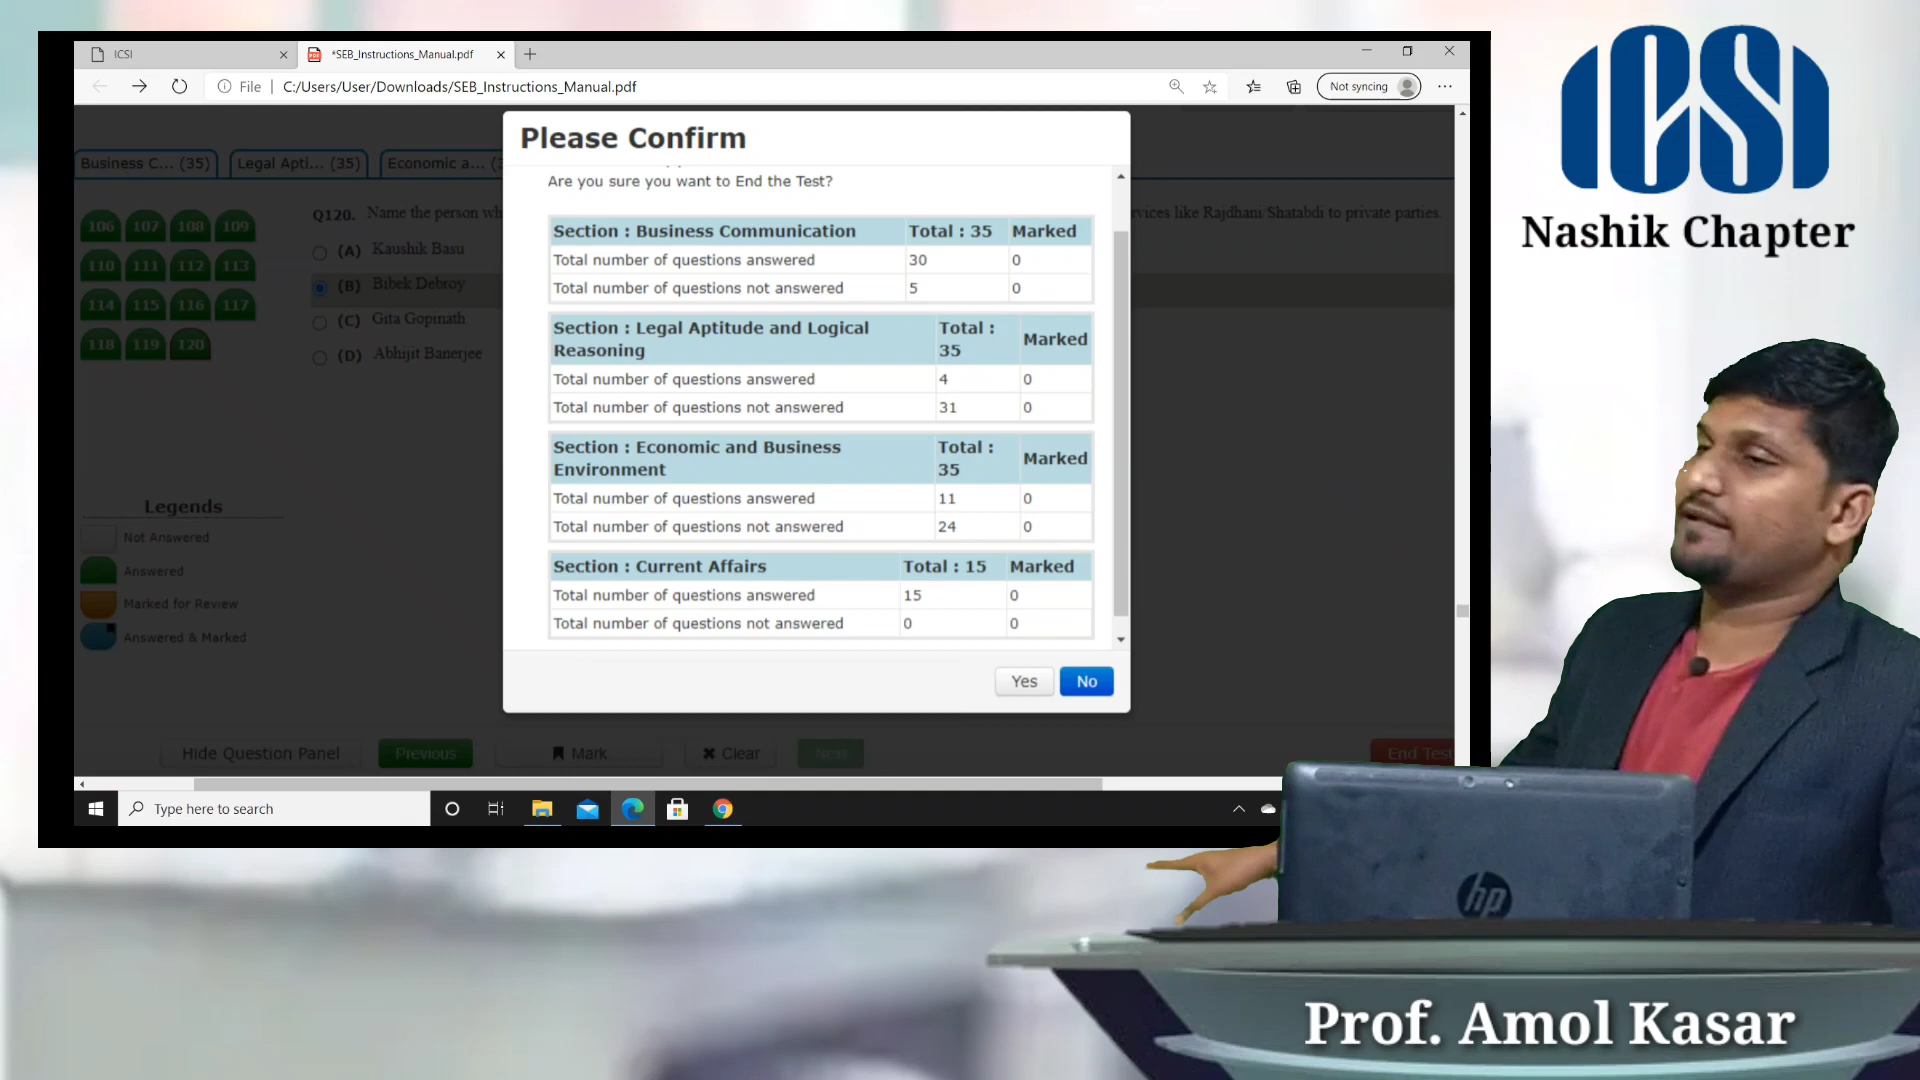 ICSI
*SEB_Instructions_Manual.pdf
File | C:/Users/User/Downloads/SEB_Instructions_Manual.pdf
Not syncing
Please Confirm
Are you sure you want to End the Test?
Business C... (35)
Legal Apti... (35)
Economic a...
106 107 108 109
110 111 112 113
114 115 116 117
118 119 120
Q120. Name the person
vices like Rajdhani/Shatabdi to private parties.
(A) Kaushik Basu
(B) Bibek Debroy
(C) Gita Gopinath
(D) Abhijit Banerjee
Section : Business Communication Total : 35 Marked
Total number of questions answered 30 0
Total number of questions not answered 5 0
Section : Legal Aptitude and Logical Reasoning Total : 35 Marked
Total number of questions answered 4 0
Total number of questions not answered 31 0
Section : Economic and Business Environment Total : 35 Marked
Total number of questions answered 11 0
Total number of questions not answered 24 0
Section : Current Affairs Total : 15 Marked
Total number of questions answered 15 0
Total number of questions not answered 0 0
Yes No
Legends
Not Answered
Answered
Marked for Review
Answered & Marked
Hide Question Panel Previous Mark Clear Next End Test
Type here to search
ICSI
Nashik Chapter
hp
Prof. Amol Kasar